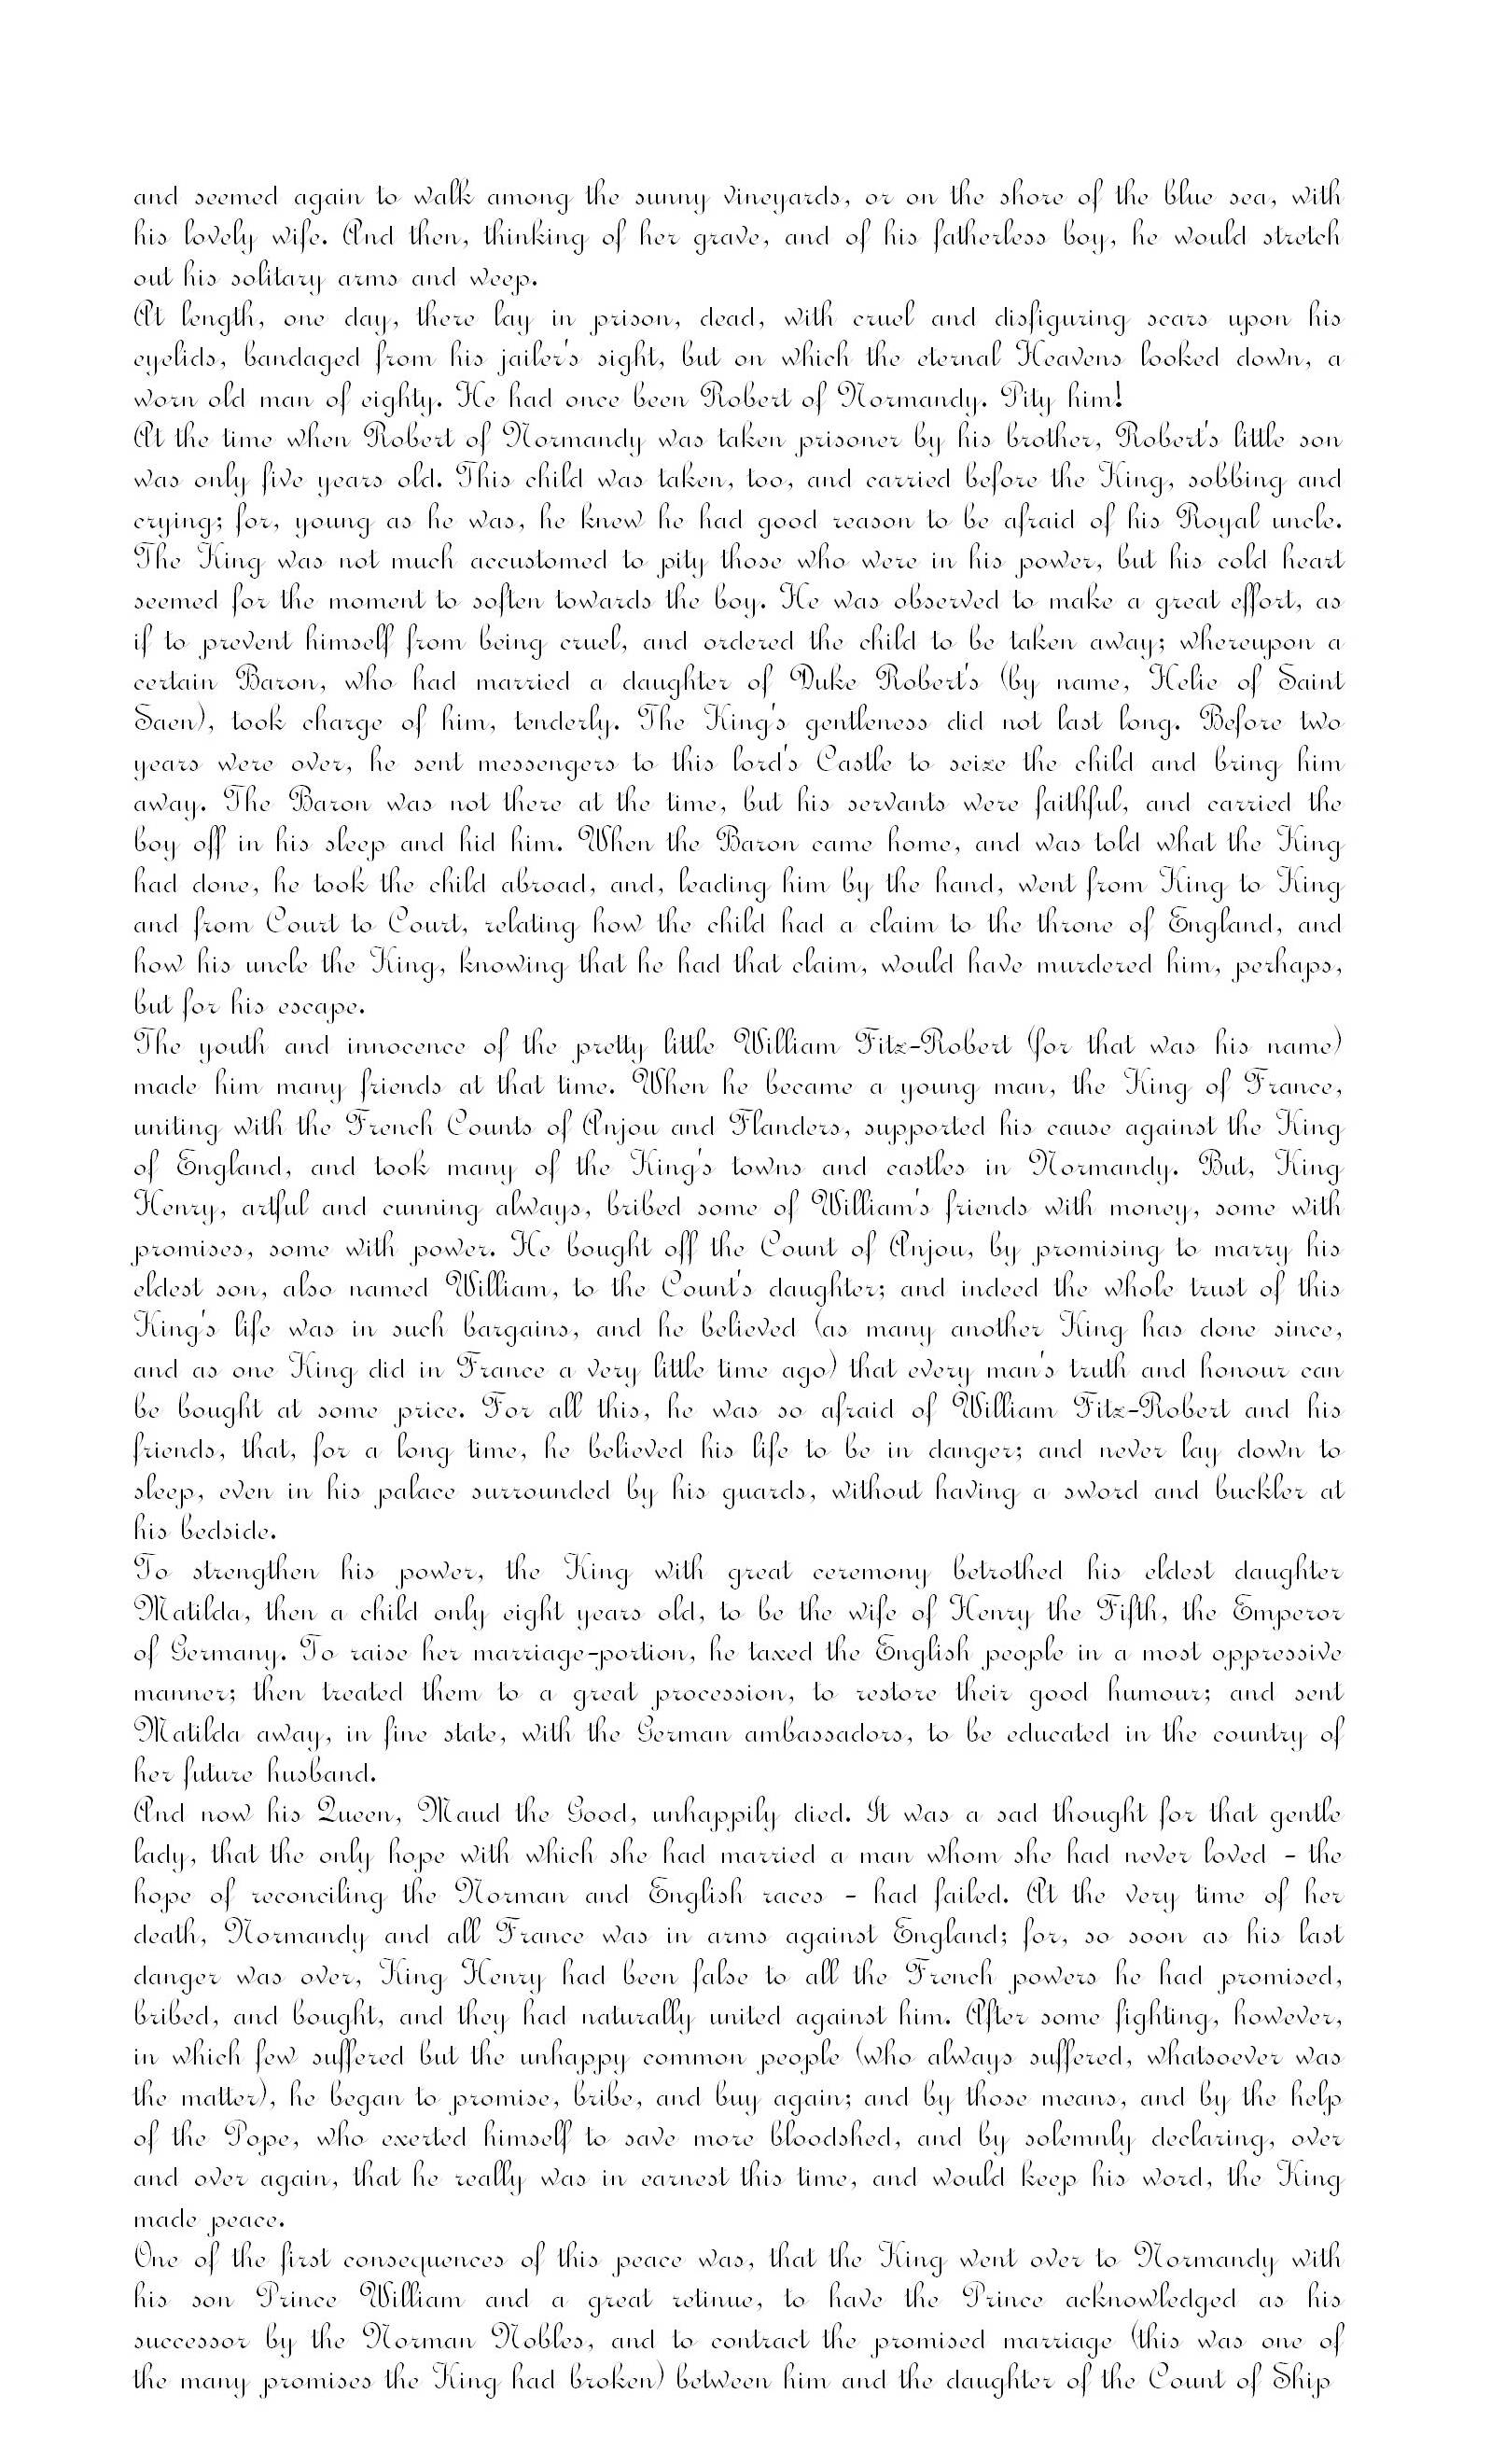 and seemed again to walk among the sunny vineyards, or on the shore of the blue sea, with
his lovely wife. And then, thinking of her grave, and of his fatherless boy, he would stretch
out his solitary arms and weep.
At length, one day, there lay in prison, dead, with cruel and disfiguring scars upon his
eyelids, bandaged from his jailer's sight, but on which the eternal Heavens looked down, a
worn old man of eighty. He had once been Robert of Normandy. Pity him!
At the time when Robert of Normandy was taken prisoner by his brother, Robert's little son
was only five years old. This child was taken, too, and carried before the King, sobbing and
crying; for, young as he was, he knew he had good reason to be afraid of his Royal uncle.
The King was not much accustomed to pity those who were in his power, but his cold heart
seemed for the moment to soften towards the boy. He was observed to make a great effort, as
if to prevent himself from being cruel, and ordered the child to be taken away; whereupon a
certain Baron, who had married a daughter of Duke Robert's (by name, Helie of Saint
Saen), took charge of him, tenderly. The King's gentleness did not last long. Before two
years were over, he sent messengers to this lord's Castle to seize the child and bring him
away. The Baron was not there at the time, but his servants were faithful, and carried the
boy off in his sleep and hid him. When the Baron came home, and was told what the King
had done, he took the child abroad, and, leading him by the hand, went from King to King
and from Court to Court, relating how the child had a claim to the throne of England, and
how his uncle the King, knowing that he had that claim, would have murdered him, perhaps,
but for his escape.
The youth and innocence of the pretty little William Fitz-Robert (for that was his name)
made him many friends at that time. When he became a young man, the King of France,
uniting with the French Counts of Anjou and Flanders, supported his cause against the King
of England, and took many of the King's towns and castles in Normandy. But, King
Henry, artful and cunning always, bribed some of William's friends with money, some with
promises, some with power. He bought off the Count of Anjou, by promising to marry his
eldest son, also named William, to the Count's daughter; and indeed the whole trust of this
King's life was in such bargains, and he believed (as many another King has done since,
and as one King did in France a very little time ago) that every man's truth and honour can
be bought at some price. For all this, he was so afraid of William Fitz-Robert and his
friends, that, for a long time, he believed his life to be in danger; and never lay down to
sleep, even in his palace surrounded by his guards, without having a sword and buckler at
his bedside.
To strengthen his power, the King with great ceremony betrothed his eldest daughter
Matilda, then a child only eight years old, to be the wife of Henry the Fifth, the Emperor
of Germany. To raise her marriage-portion, he taxed the English people in a most oppressive
manner; then treated them to a great procession, to restore their good humour; and sent
Matilda away, in fine state, with the German ambassadors, to be educated in the country of
her future husband.
And now his Queen, Maud the Good, unhappily died. It was a sad thought for that gentle
lady, that the only hope with which she had married a man whom she had never loved - the
hope of reconciling the Norman and English races - had failed. At the very time of her
death, Normandy and all France was in arms against England; for, so soon as his last
danger was over, King Henry had been false to all the French powers he had promised,
bribed, and bought, and they had naturally united against him. After some fighting, however,
in which few suffered but the unhappy common people (who always suffered, whatsoever was
the matter), he began to promise, bribe, and buy again; and by those means, and by the help
of the Pope, who exerted himself to save more bloodshed, and by solemnly declaring, over
and over again, that he really was in earnest this time, and would keep his word, the King
made peace.
One of the first consequences of this peace was, that the King went over to Normandy with
his son Prince William and a great retinue, to have the Prince acknowledged as his
successor by the Norman Nobles, and to contract the promised marriage (this was one of
the many promises the King had broken) between him and the daughter of the Count of Ship